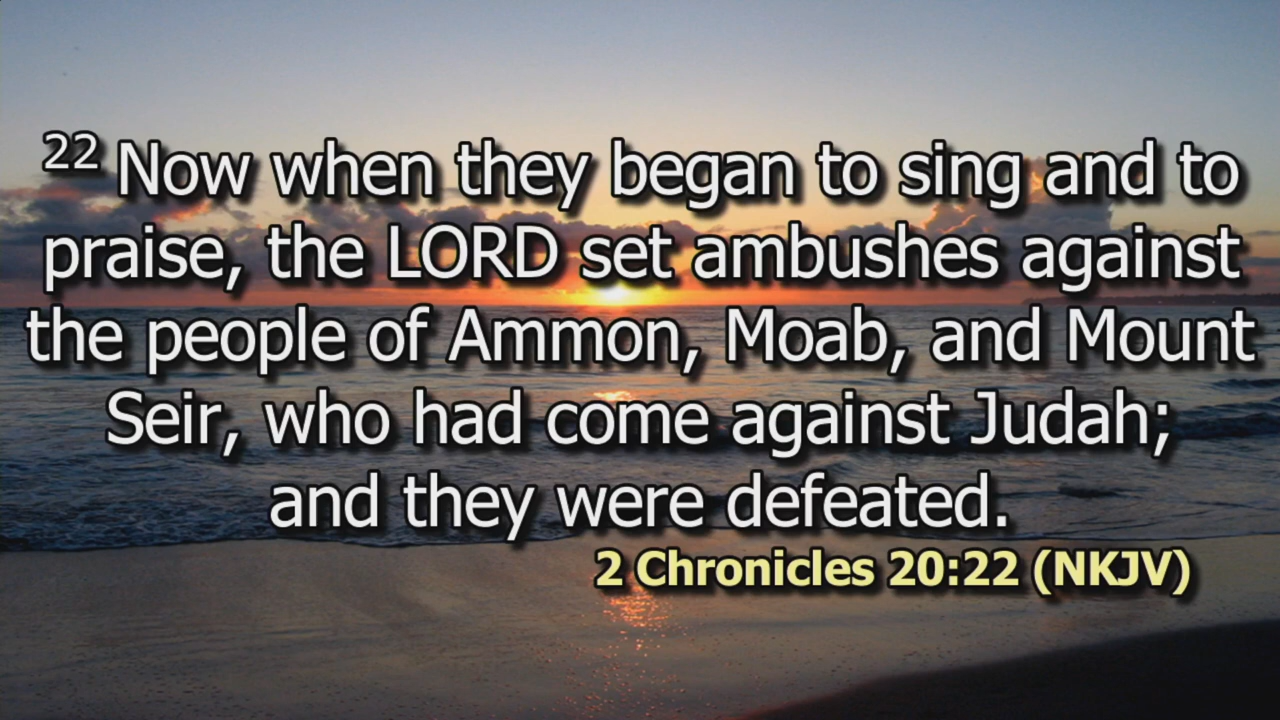 22 Now when they began to sing and to
praise, the LORD set ambushes against
the people of Ammon, Moab, and Mount
Seir, who had come against Judah;
and they were defeated.
2 Chronicles 20:22 (NKJV)